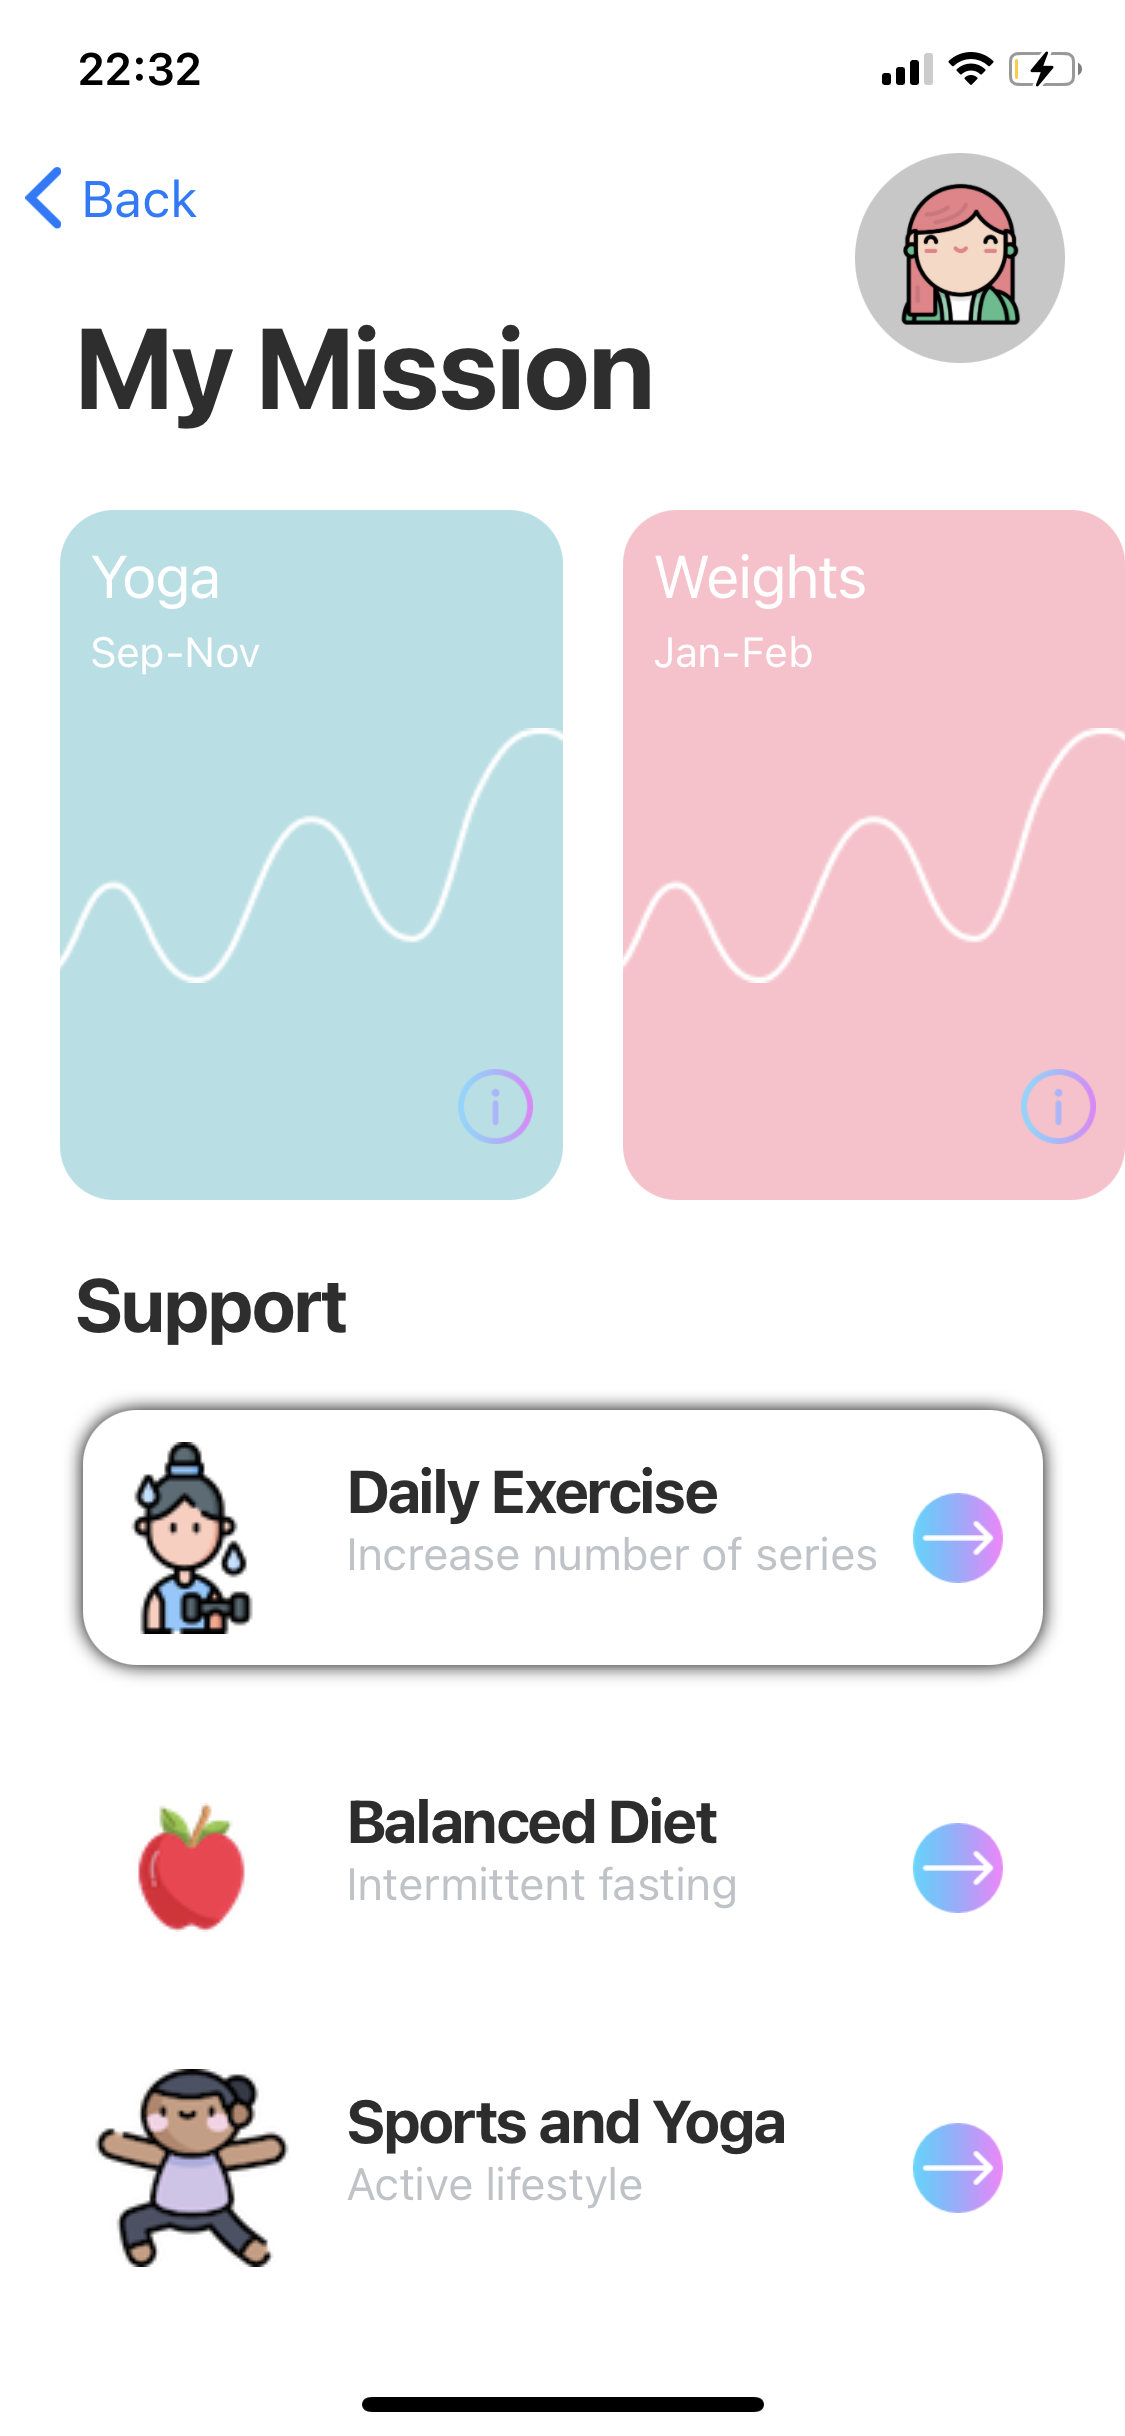 22:32
Back
My Mission
Yoga
Sep-Nov
Weights
Jan-Feb
Support
Daily Exercise
Increase number of series
Balanced Diet
Intermittent fasting
Sports and Yoga
Active lifestyle